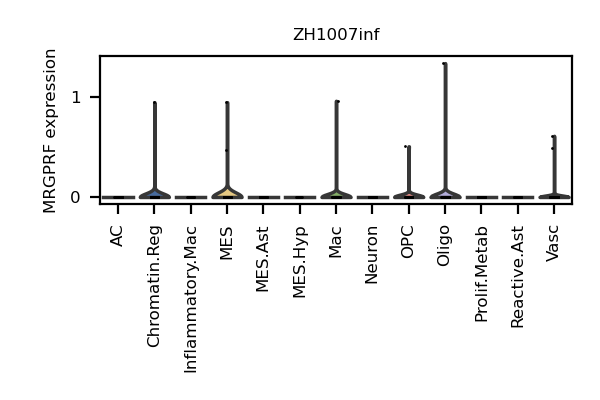 ZH1007inf
MRGPRF expression
1
0
AC
Chromatin.Reg
Inflammatory.Mac
MES
MES.Ast
MES.Hyp
Mac
Neuron
OPC
Oligo
Prolif.Metab
Reactive.Ast
Vasc